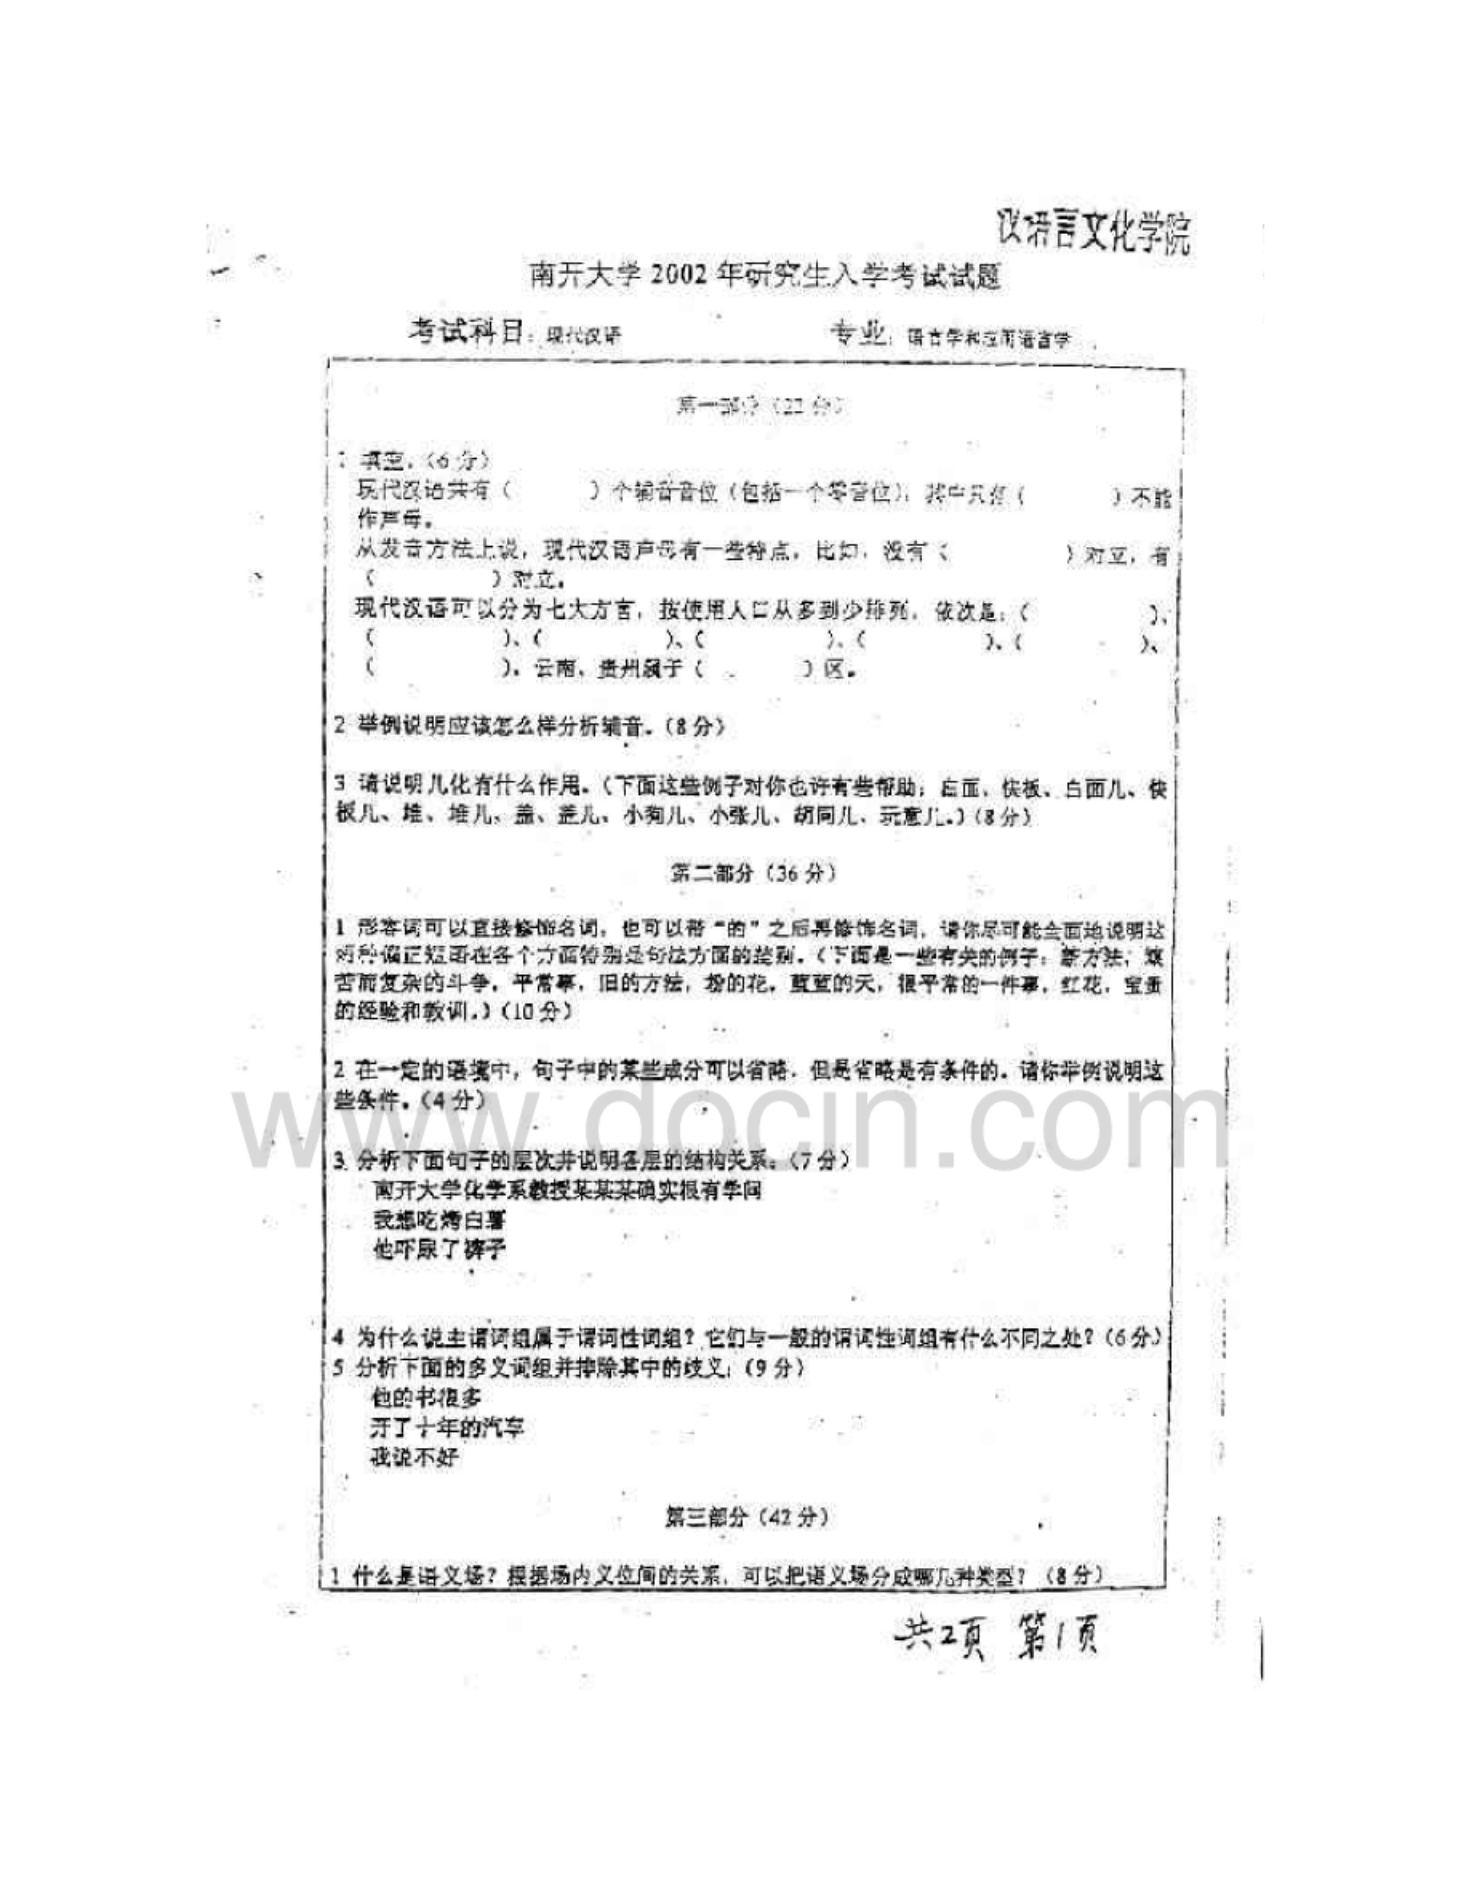 汉语言文化学院
南开大学 2002 年研究生入学考试试题
考试科目：现代汉语 专业：语言学和应用语言学
第一部分（22 分）
1 填空。（6 分）
现代汉语共有（ ）个辅音音位（包括一个零音位），其中只有（ ）不能
作声母。
从发音方法上说，现代汉语声母有一些特点，比如，没有（ ）对立，有
（ ）对立。
现代汉语可以分为七大方言，按使用人口从多到少排列，依次是：（ ）、
（ ）、（ ）、（ ）、（ ）、（ ）、
（ ）。云南、贵州属于（ ）区。
2 举例说明应该怎么样分析辅音。（8 分）
3 请说明儿化有什么作用。（下面这些例子对你也许有些帮助：白面、快板、白面儿、快
板儿、堆、堆儿、盖、盖儿、小狗儿、小张儿、胡同儿、玩意儿。）（8 分）
第二部分（36 分）
1 形容词可以直接修饰名词，也可以带“的”之后再修饰名词，请你尽可能全面地说明这
两种偏正短语在各个方面特别是句法方面的差别。（下面是一些有关的例子：新方法，艰
苦而复杂的斗争，平常事，旧的方法，粉的花，蓝蓝的天，很平常的一件事，红花，宝贵
的经验和教训。）（10 分）
2 在一定的语境中，句子中的某些成分可以省略，但是省略是有条件的。请你举例说明这
些条件。（4 分）
www.docin.com
3 分析下面句子的层次并说明各层的结构关系：（7 分）
南开大学化学系教授某某某确实很有学问
我想吃烤白薯
他吓尿了裤子
4 为什么说主谓词组属于谓词性词组？它们与一般的谓词性词组有什么不同之处？（6 分）
5 分析下面的多义词组并排除其中的歧义：（9 分）
他的书很多
开了十年的汽车
我说不好
第三部分（42 分）
1 什么是语义场？根据场内义位间的关系，可以把语义场分成哪几种类型？（8 分）
共2页 第1页